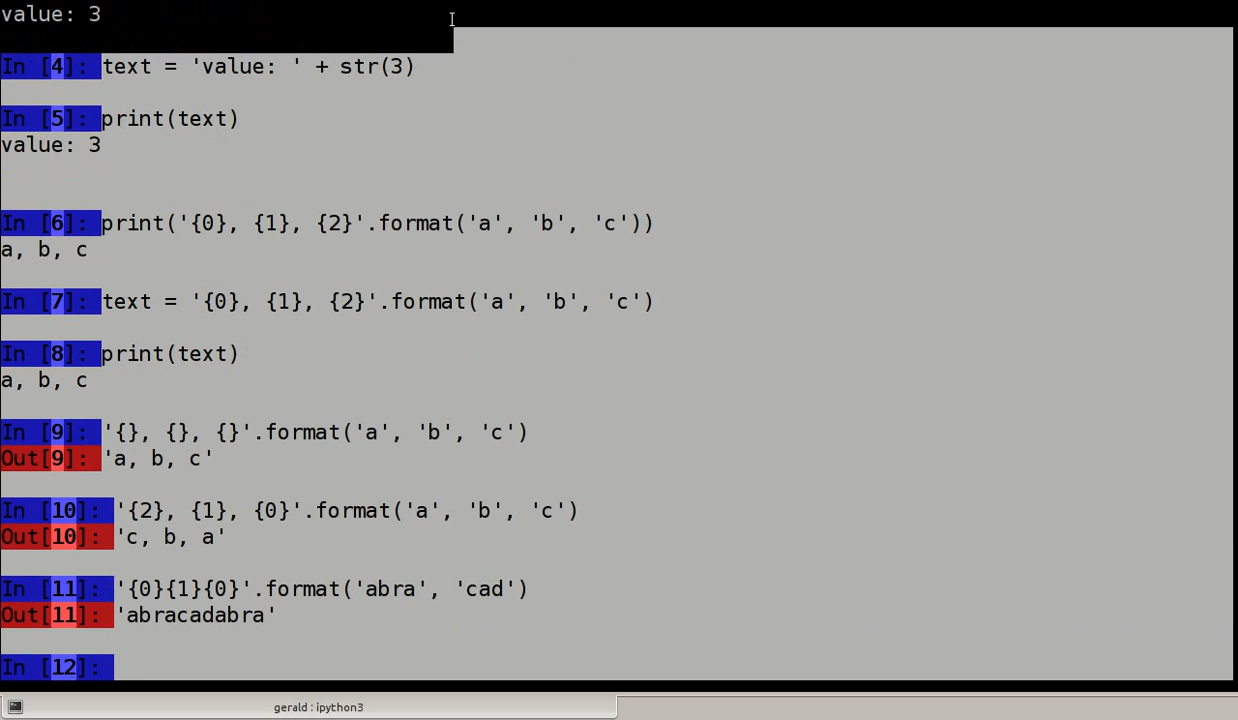 value: 3
In [4]: text = 'value: ' + str(3)
In [5]: print(text)
value: 3
In [6]: print('{0}, {1}, {2}'.format('a', 'b', 'c'))
a, b, c
In [7]: text = '{0}, {1}, {2}'.format('a', 'b', 'c')
In [8]: print(text)
a, b, c
In [9]: '{}, {}, {}'.format('a', 'b', 'c')
Out[9]: 'a, b, c'
In [10]: '{2}, {1}, {0}'.format('a', 'b', 'c')
Out[10]: 'c, b, a'
In [11]: '{0}{1}{0}'.format('abra', 'cad')
Out[11]: 'abracadabra'
In [12]:
gerald : ipython3